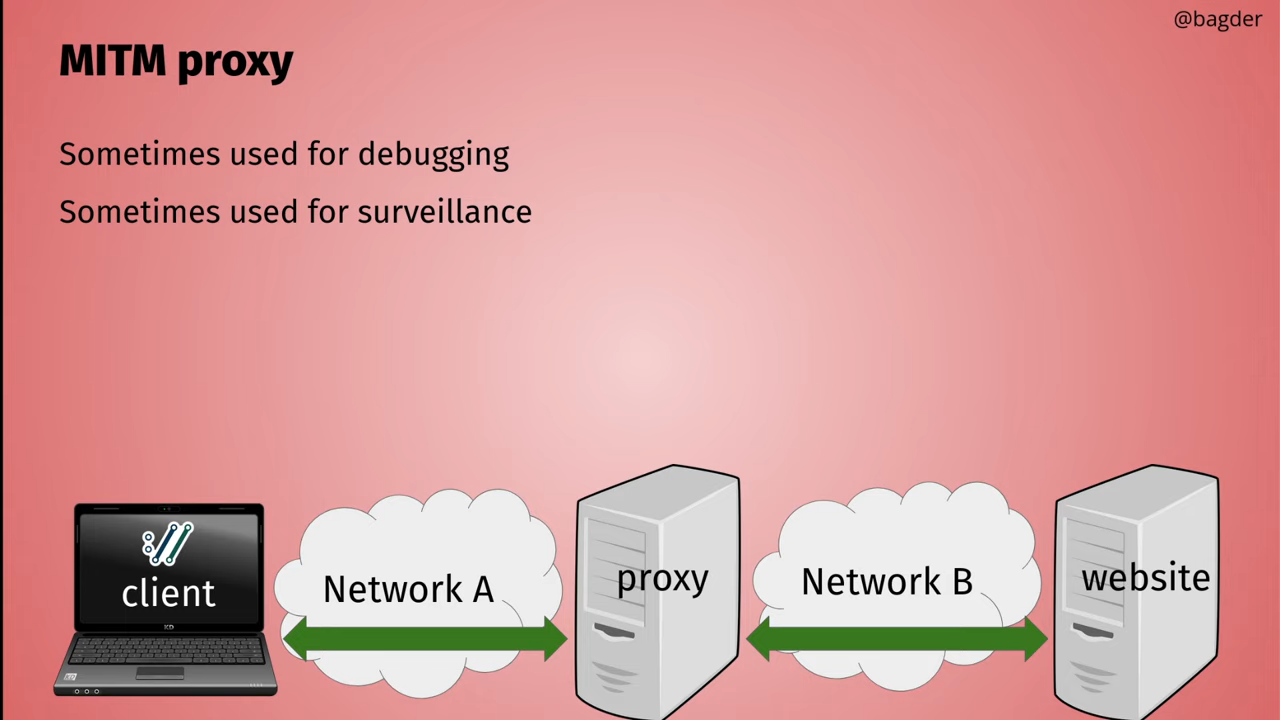 @bagder
MITM proxy
Sometimes used for debugging
Sometimes used for surveillance
client
Network A
proxy
Network B
website